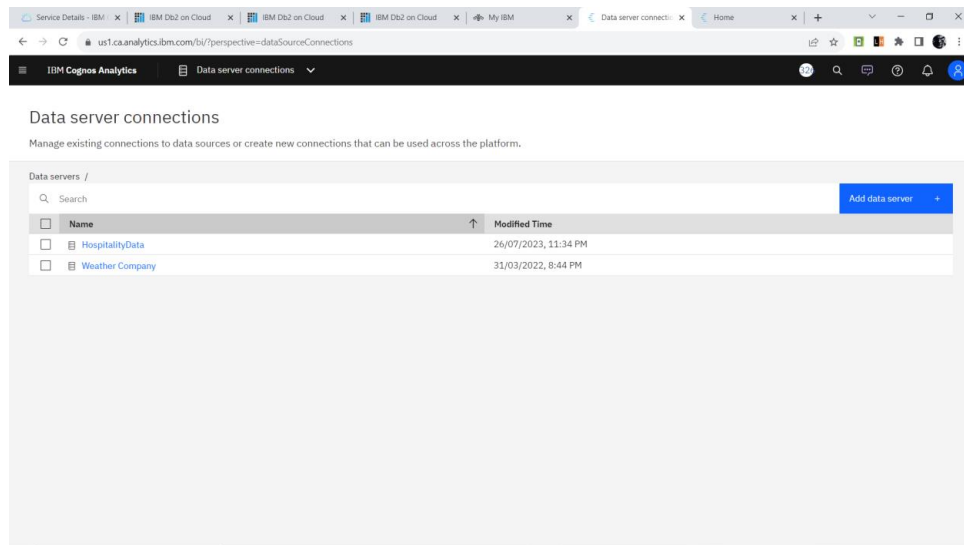 Service Details - IBM
IBM Db2 on Cloud
IBM Db2 on Cloud
IBM Db2 on Cloud
My IBM
Data server connecti
Home
us1.ca.analytics.ibm.com/bi/?perspective=dataSourceConnections
IBM Cognos Analytics
Data server connections
Data server connections
Manage existing connections to data sources or create new connections that can be used across the platform.
Data servers /
Search
Add data server +
Name
Modified Time
HospitalityData
26/07/2023, 11:34 PM
Weather Company
31/03/2022, 8:44 PM